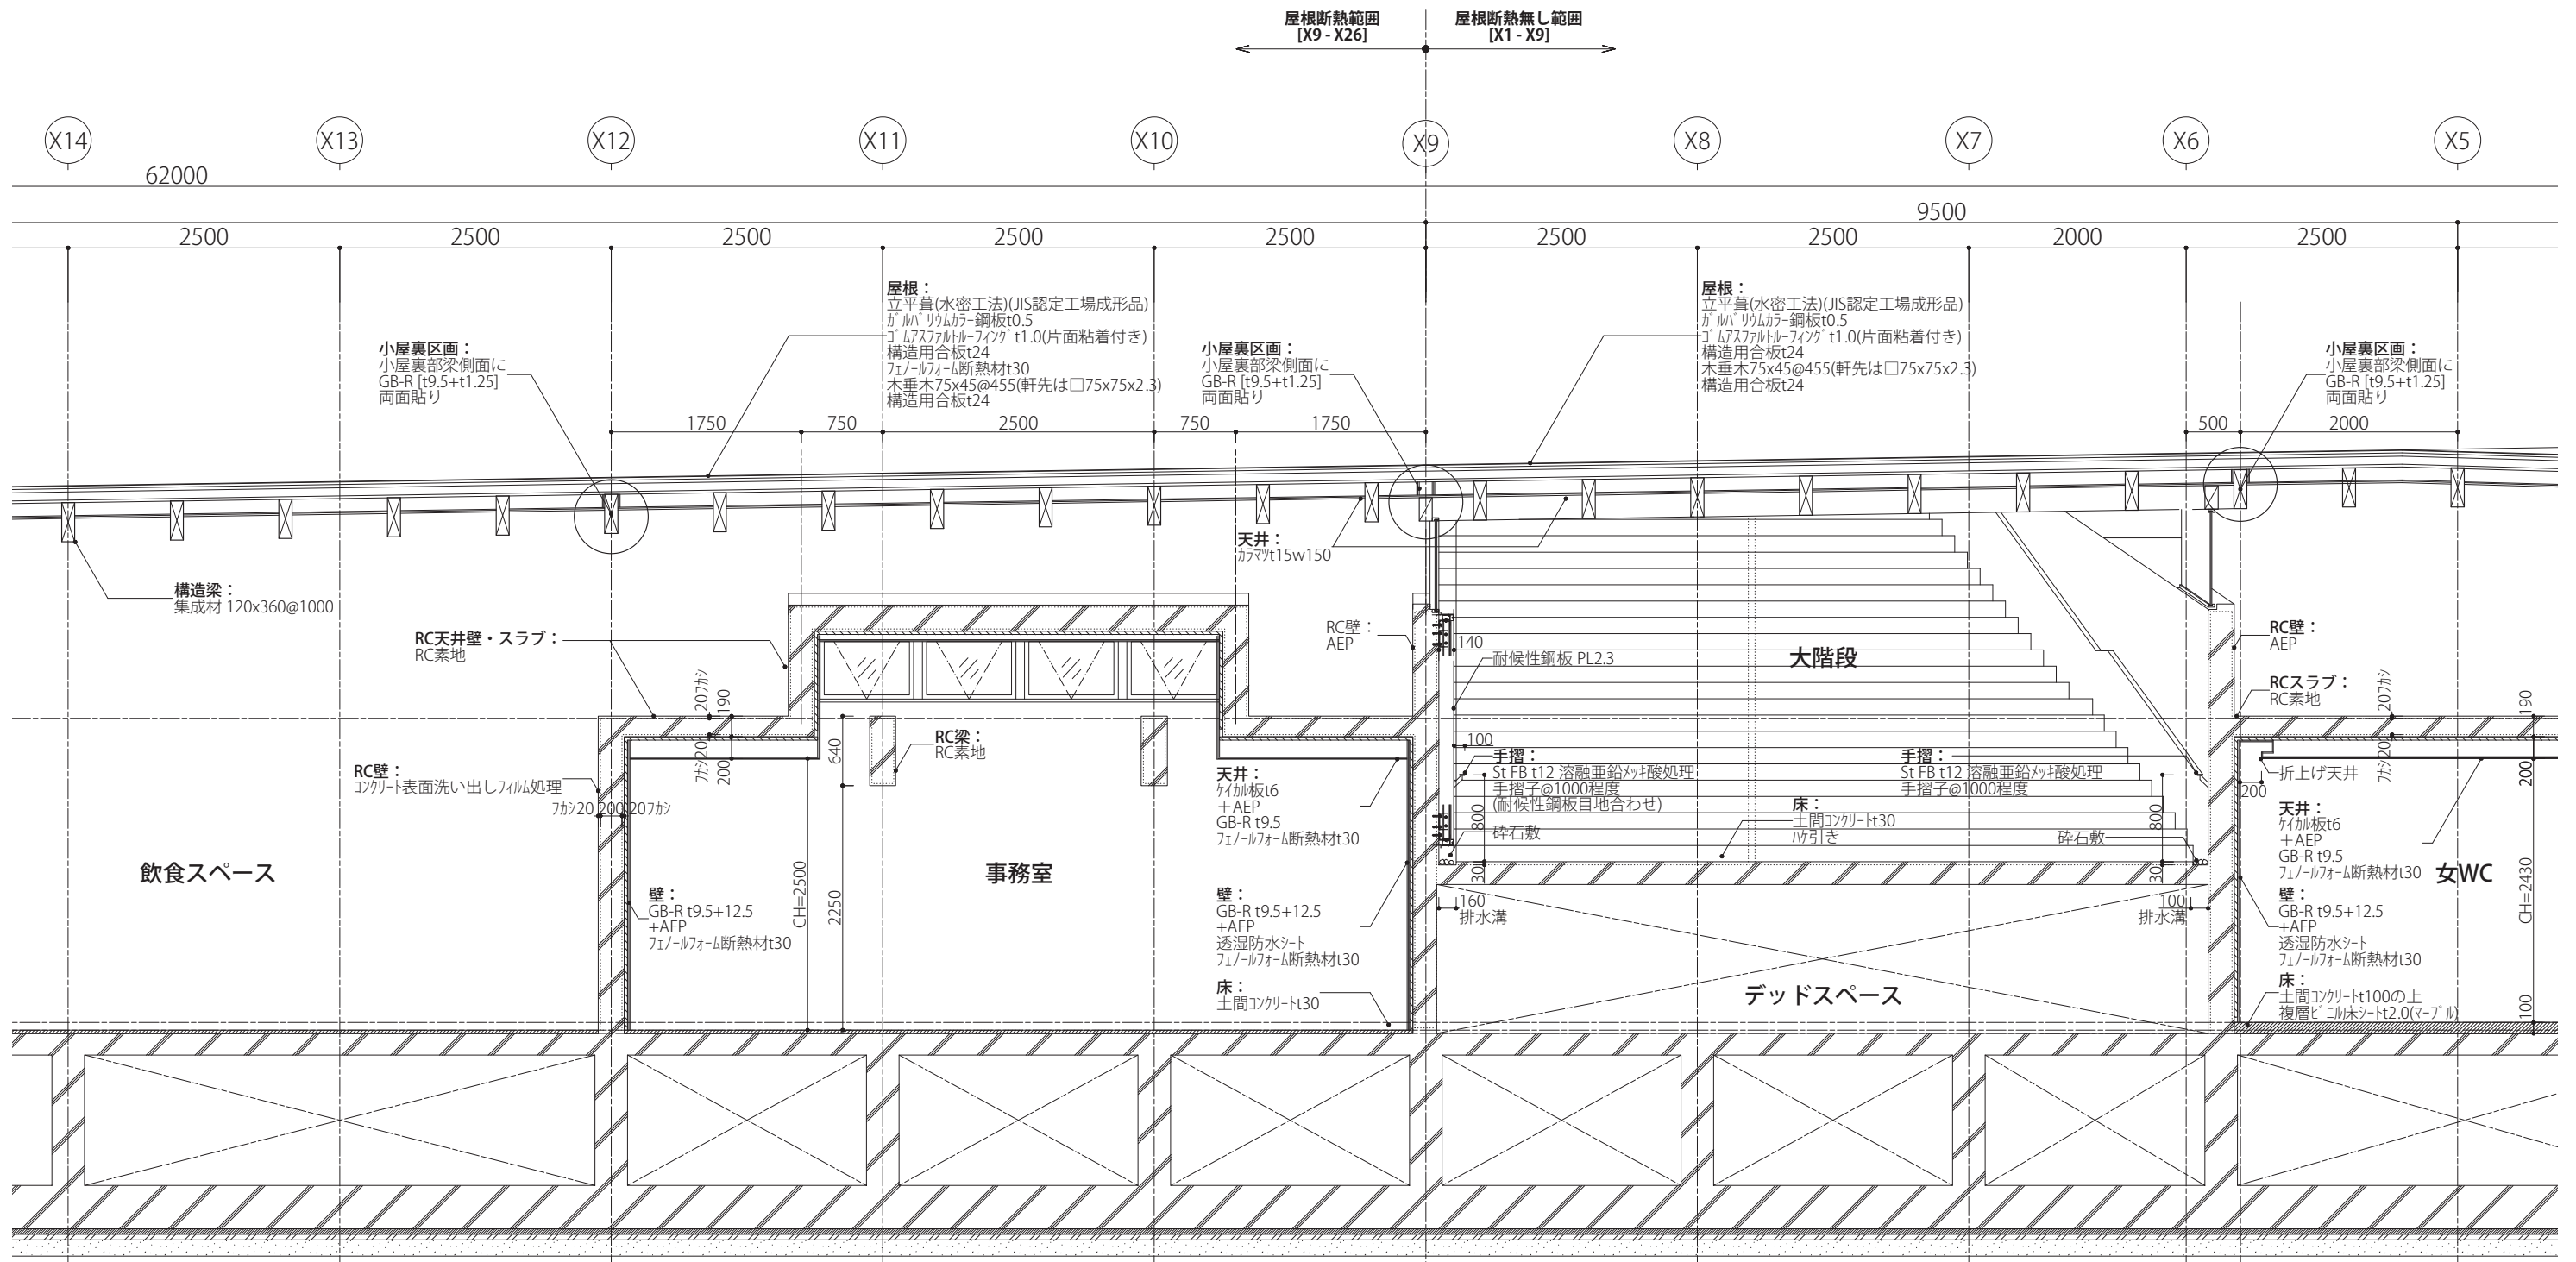 屋根断熱範囲
[X9 - X26]
屋根断熱無し範囲
[X1 - X9]
X14
X13
X12
X11
X10
X9
X8
X7
X6
X5
62000
9500
2500
2500
2500
2500
2500
2500
2500
2000
2500
小屋裏区画：
小屋裏部梁側面に
GB-R [t9.5+t1.25]
両面貼り
屋根：
立平葺(水密工法)(JIS認定工場成形品)
ｶﾞﾙﾊﾞﾘｳﾑｶﾗｰ鋼板t0.5
ｺﾞﾑｱｽﾌｧﾙﾄﾙｰﾌｨﾝｸﾞt1.0(片面粘着付き)
構造用合板t24
ﾌｪﾉｰﾙﾌｫｰﾑ断熱材t30
木垂木75x45@455(軒先は□75x75x2.3)
構造用合板t24
小屋裏区画：
小屋裏部梁側面に
GB-R [t9.5+t1.25]
両面貼り
屋根：
立平葺(水密工法)(JIS認定工場成形品)
ｶﾞﾙﾊﾞﾘｳﾑｶﾗｰ鋼板t0.5
ｺﾞﾑｱｽﾌｧﾙﾄﾙｰﾌｨﾝｸﾞt1.0(片面粘着付き)
構造用合板t24
木垂木75x45@455(軒先は□75x75x2.3)
構造用合板t24
小屋裏区画：
小屋裏部梁側面に
GB-R [t9.5+t1.25]
両面貼り
1750
750
2500
750
1750
500
2000
天井：
ｶﾗﾏﾂt15w150
構造梁：
集成材 120x360@1000
RC天井壁・スラブ：
RC素地
RC壁：
AEP
140
耐候性鋼板 PL2.3
大階段
RC壁：
AEP
RCスラブ：
RC素地
20ﾌｶｼ
190
ﾌｶｼ20
200
640
RC梁：
RC素地
RC壁：
ｺﾝｸﾘｰﾄ表面洗い出しﾌｨﾙﾑ処理
ﾌｶｼ20
200
20ﾌｶｼ
天井：
ｹｲｶﾙ板t6
＋AEP
GB-R t9.5
ﾌｪﾉｰﾙﾌｫｰﾑ断熱材t30
100
手摺：
St FB t12 溶融亜鉛ﾒｯｷ酸処理
手摺子@1000程度
(耐候性鋼板目地合わせ)
800
砕石敷
手摺：
St FB t12 溶融亜鉛ﾒｯｷ酸処理
手摺子@1000程度
床：
土間ｺﾝｸﾘｰﾄt30
ﾊｹ引き
800
砕石敷
30
30
20ﾌｶｼ
190
ﾌｶｼ20
200
折上げ天井
200
天井：
ｹｲｶﾙ板t6
＋AEP
GB-R t9.5
ﾌｪﾉｰﾙﾌｫｰﾑ断熱材t30
飲食スペース
事務室
女WC
壁：
GB-R t9.5+12.5
+AEP
ﾌｪﾉｰﾙﾌｫｰﾑ断熱材t30
CH=2500
2250
壁：
GB-R t9.5+12.5
+AEP
透湿防水ｼｰﾄ
ﾌｪﾉｰﾙﾌｫｰﾑ断熱材t30
床：
土間ｺﾝｸﾘｰﾄt30
160
排水溝
100
排水溝
デッドスペース
壁：
GB-R t9.5+12.5
+AEP
透湿防水ｼｰﾄ
ﾌｪﾉｰﾙﾌｫｰﾑ断熱材t30
床：
土間ｺﾝｸﾘｰﾄt100の上
複層ﾋﾞﾆﾙ床ｼｰﾄt2.0(ﾏｰﾌﾞﾙ)
CH=2430
100